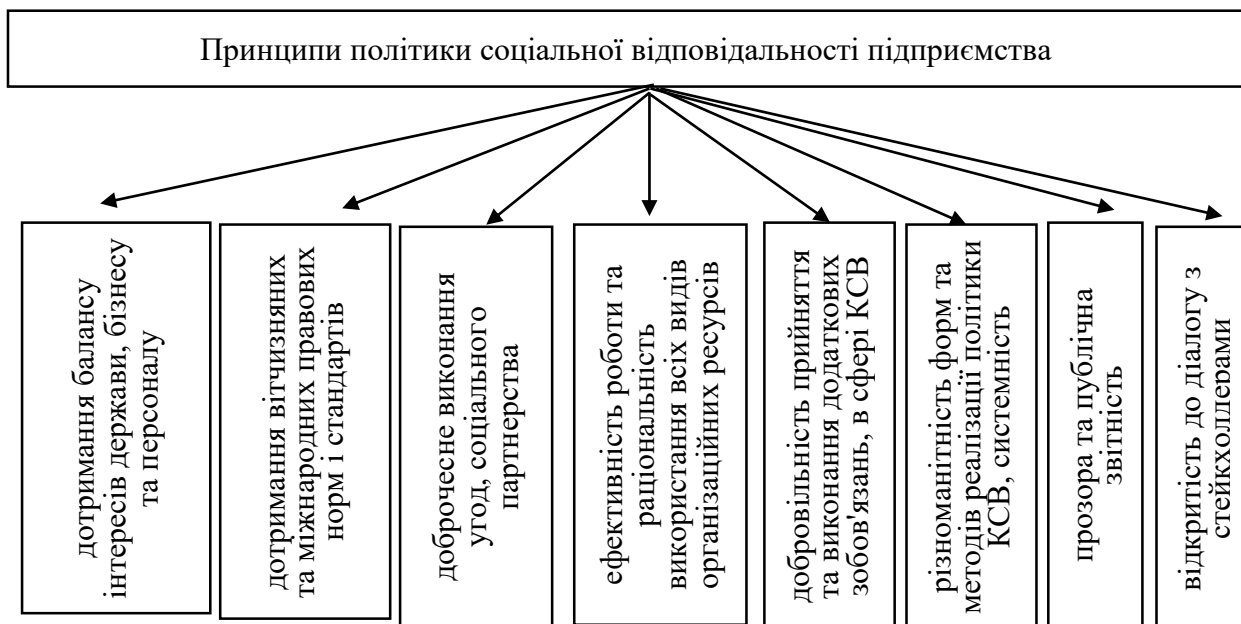 Принципи політики соціальної відповідальності підприємства
дотримання балансу
інтересів держави, бізнесу
та персоналу
дотримання вітчизняних
та міжнародних правових
норм і стандартів
доброчесне виконання
угод, соціального
партнерства
ефективність роботи та
раціональність
використання всіх видів
організаційних ресурсів
добровільність прийняття
та виконання додаткових
зобов'язань, в сфері КСВ
різноманітність форм та
методів реалізації політики
КСВ, системність
прозора та публічна
звітність
відкритість до діалогу з
стейкхолдерами